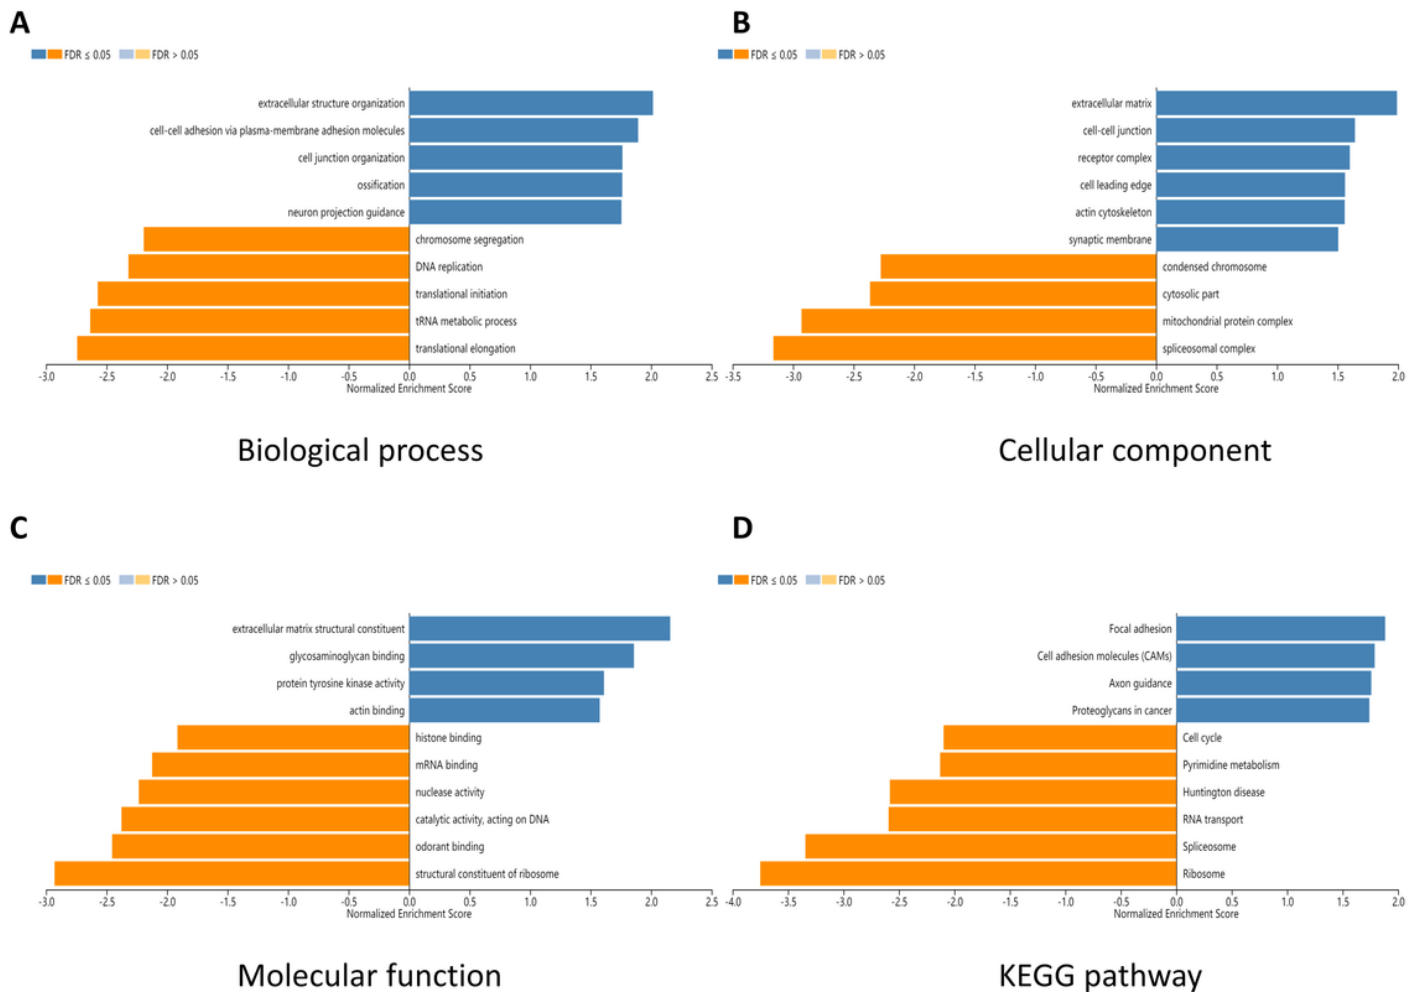 A
FDR ≤ 0.05 FDR > 0.05
extracellular structure organization
cell-cell adhesion via plasma-membrane adhesion molecules
cell junction organization
ossification
neuron projection guidance
chromosome segregation
DNA replication
translational initiation
tRNA metabolic process
translational elongation
-3.0 -2.5 -2.0 -1.5 -1.0 -0.5 0.0 0.5 1.0 1.5 2.0 2.5
Normalized Enrichment Score
Biological process
B
FDR ≤ 0.05 FDR > 0.05
extracellular matrix
cell-cell junction
receptor complex
cell leading edge
actin cytoskeleton
synaptic membrane
condensed chromosome
cytosolic part
mitochondrial protein complex
spliceosomal complex
-3.5 -3.0 -2.5 -2.0 -1.5 -1.0 -0.5 0.0 0.5 1.0 1.5 2.0
Normalized Enrichment Score
Cellular component
C
FDR ≤ 0.05 FDR > 0.05
extracellular matrix structural constituent
glycosaminoglycan binding
protein tyrosine kinase activity
actin binding
histone binding
mRNA binding
nuclease activity
catalytic activity, acting on DNA
odorant binding
structural constituent of ribosome
-3.0 -2.5 -2.0 -1.5 -1.0 -0.5 0.0 0.5 1.0 1.5 2.0 2.5
Normalized Enrichment Score
Molecular function
D
FDR ≤ 0.05 FDR > 0.05
Focal adhesion
Cell adhesion molecules (CAMs)
Axon guidance
Proteoglycans in cancer
Cell cycle
Pyrimidine metabolism
Huntington disease
RNA transport
Spliceosome
Ribosome
-4.0 -3.5 -3.0 -2.5 -2.0 -1.5 -1.0 -0.5 0.0 0.5 1.0 1.5 2.0
Normalized Enrichment Score
KEGG pathway